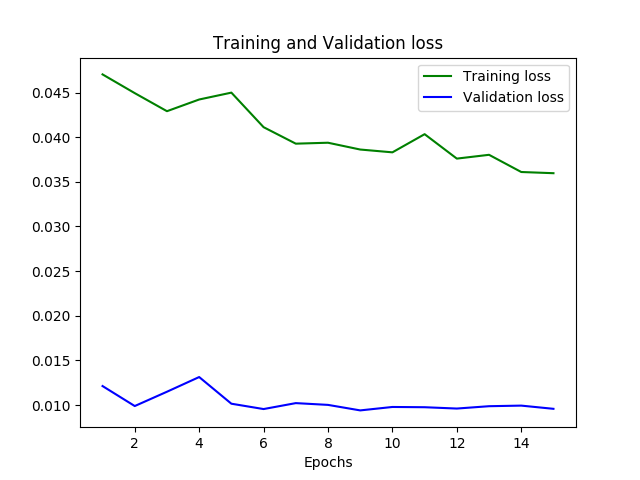 Training and Validation loss
Training loss
Validation loss
0.045
0.040
0.035
0.030
0.025
0.020
0.015
0.010
2 4 6 8 10 12 14
Epochs